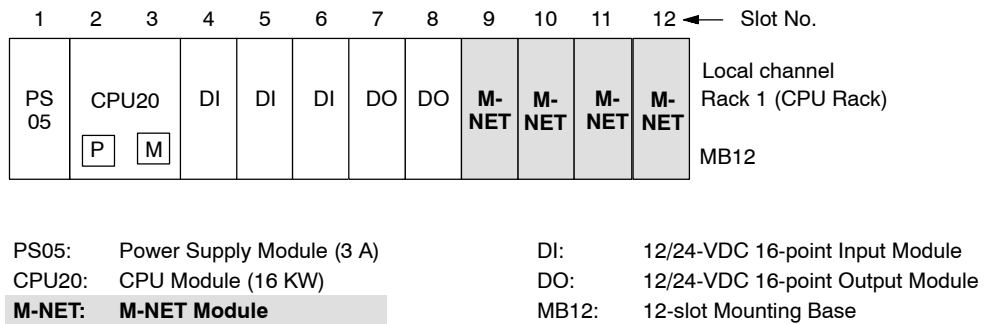 1 2 3 4 5 6 7 8 9 10 11 12 Slot No.
PS
05
CPU20
P M
DI DI DI DO DO
M-
NET
M-
NET
M-
NET
M-
NET
Local channel
Rack 1 (CPU Rack)
MB12
PS05: Power Supply Module (3 A)
CPU20: CPU Module (16 KW)
M-NET: M-NET Module
DI: 12/24-VDC 16-point Input Module
DO: 12/24-VDC 16-point Output Module
MB12: 12-slot Mounting Base